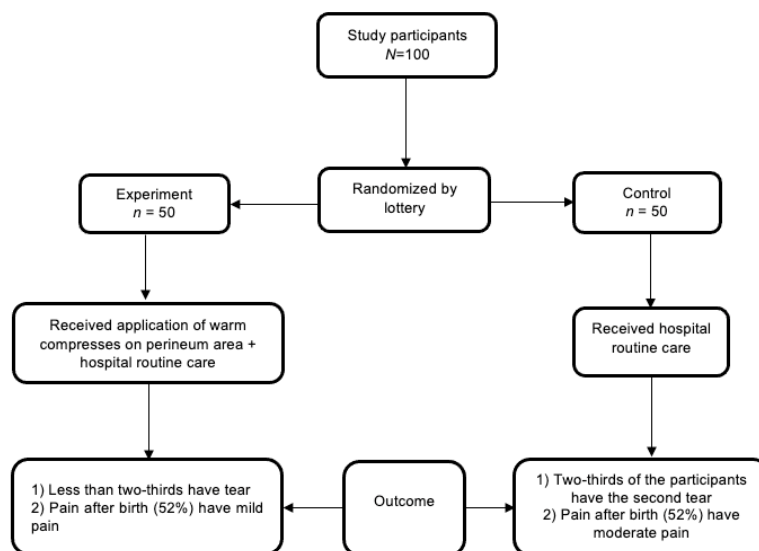 Study participants
N=100
Experiment
n = 50
Randomized by
lottery
Control
n = 50
Received application of warm
compresses on perineum area +
hospital routine care
Received hospital
routine care
1) Less than two-thirds have tear
2) Pain after birth (52%) have mild
pain
Outcome
1) Two-thirds of the participants
have the second tear
2) Pain after birth (52%) have
moderate pain